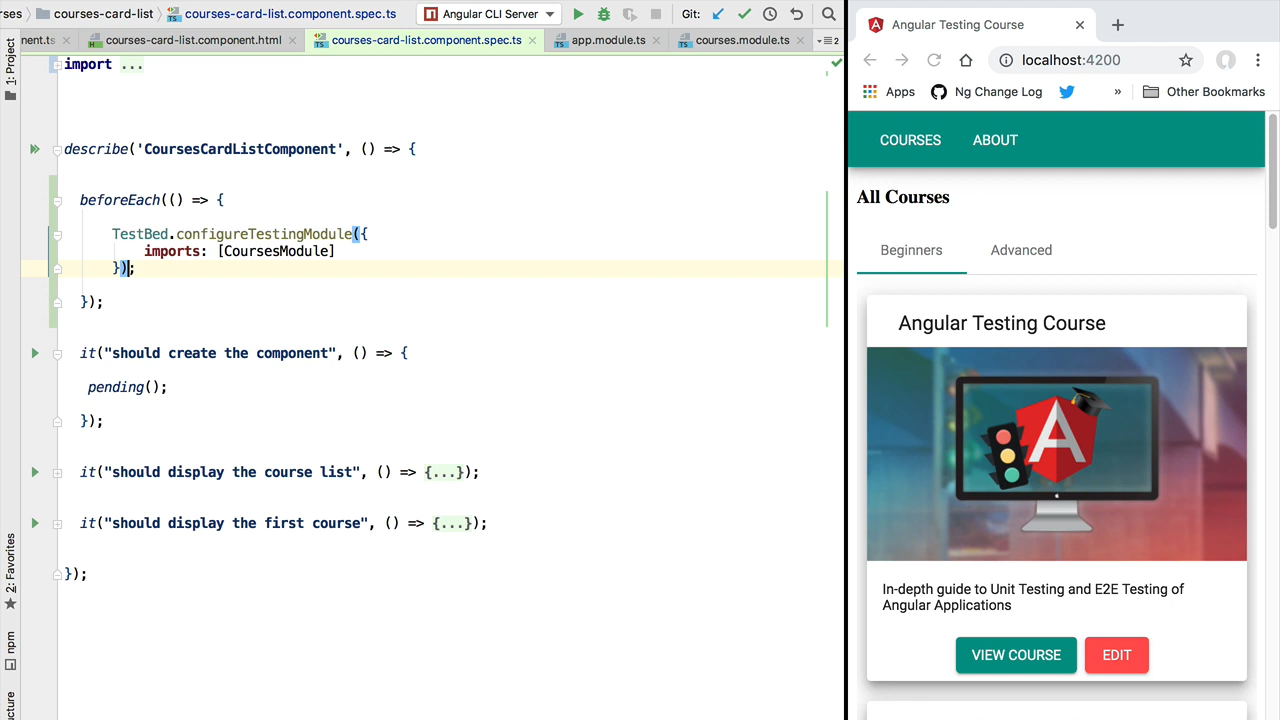 ses
courses-card-list
courses-card-list.component.spec.ts
Angular CLI Server
Git:
nent.ts
courses-card-list.component.html
courses-card-list.component.spec.ts
app.module.ts
courses.module.ts
2
1: Project
2: Favorites
npm
ucture
import ...
describe('CoursesCardListComponent', () => {
beforeEach(() => {
TestBed.configureTestingModule({
imports: [CoursesModule]
});
});
it("should create the component", () => {
pending();
});
it("should display the course list", () => {...});
it("should display the first course", () => {...});
});
Angular Testing Course
localhost:4200
Apps
Ng Change Log
»
Other Bookmarks
COURSES
ABOUT
All Courses
Beginners
Advanced
Angular Testing Course
In-depth guide to Unit Testing and E2E Testing of
Angular Applications
VIEW COURSE
EDIT